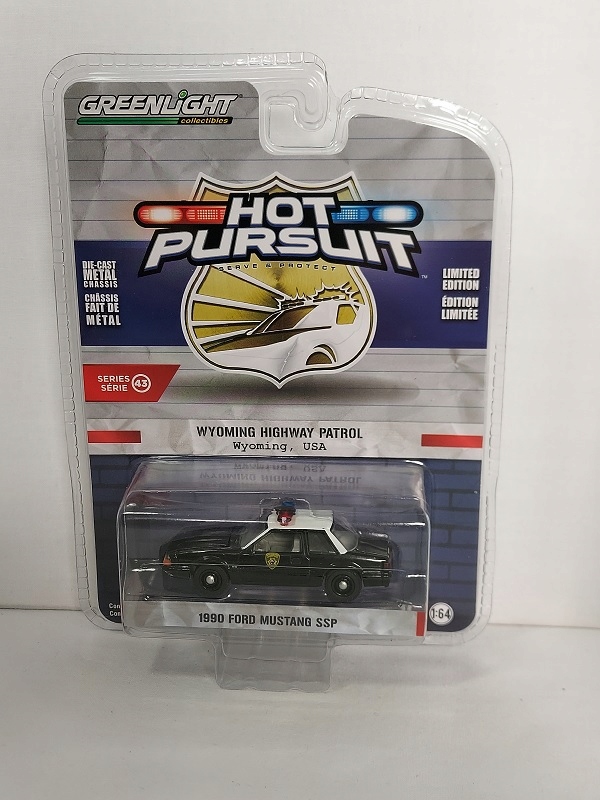 GREENLIGHT
collectibles
HOT
PURSUIT
™
SERVE & PROTECT
DIE-CAST
METAL
CHASSIS
CHÂSSIS
FAIT DE
MÉTAL
LIMITED
EDITION
ÉDITION
LIMITÉE
SERIES
SÉRIE
43
WYOMING HIGHWAY PATROL
Wyoming, USA
1990 FORD MUSTANG SSP
1:64